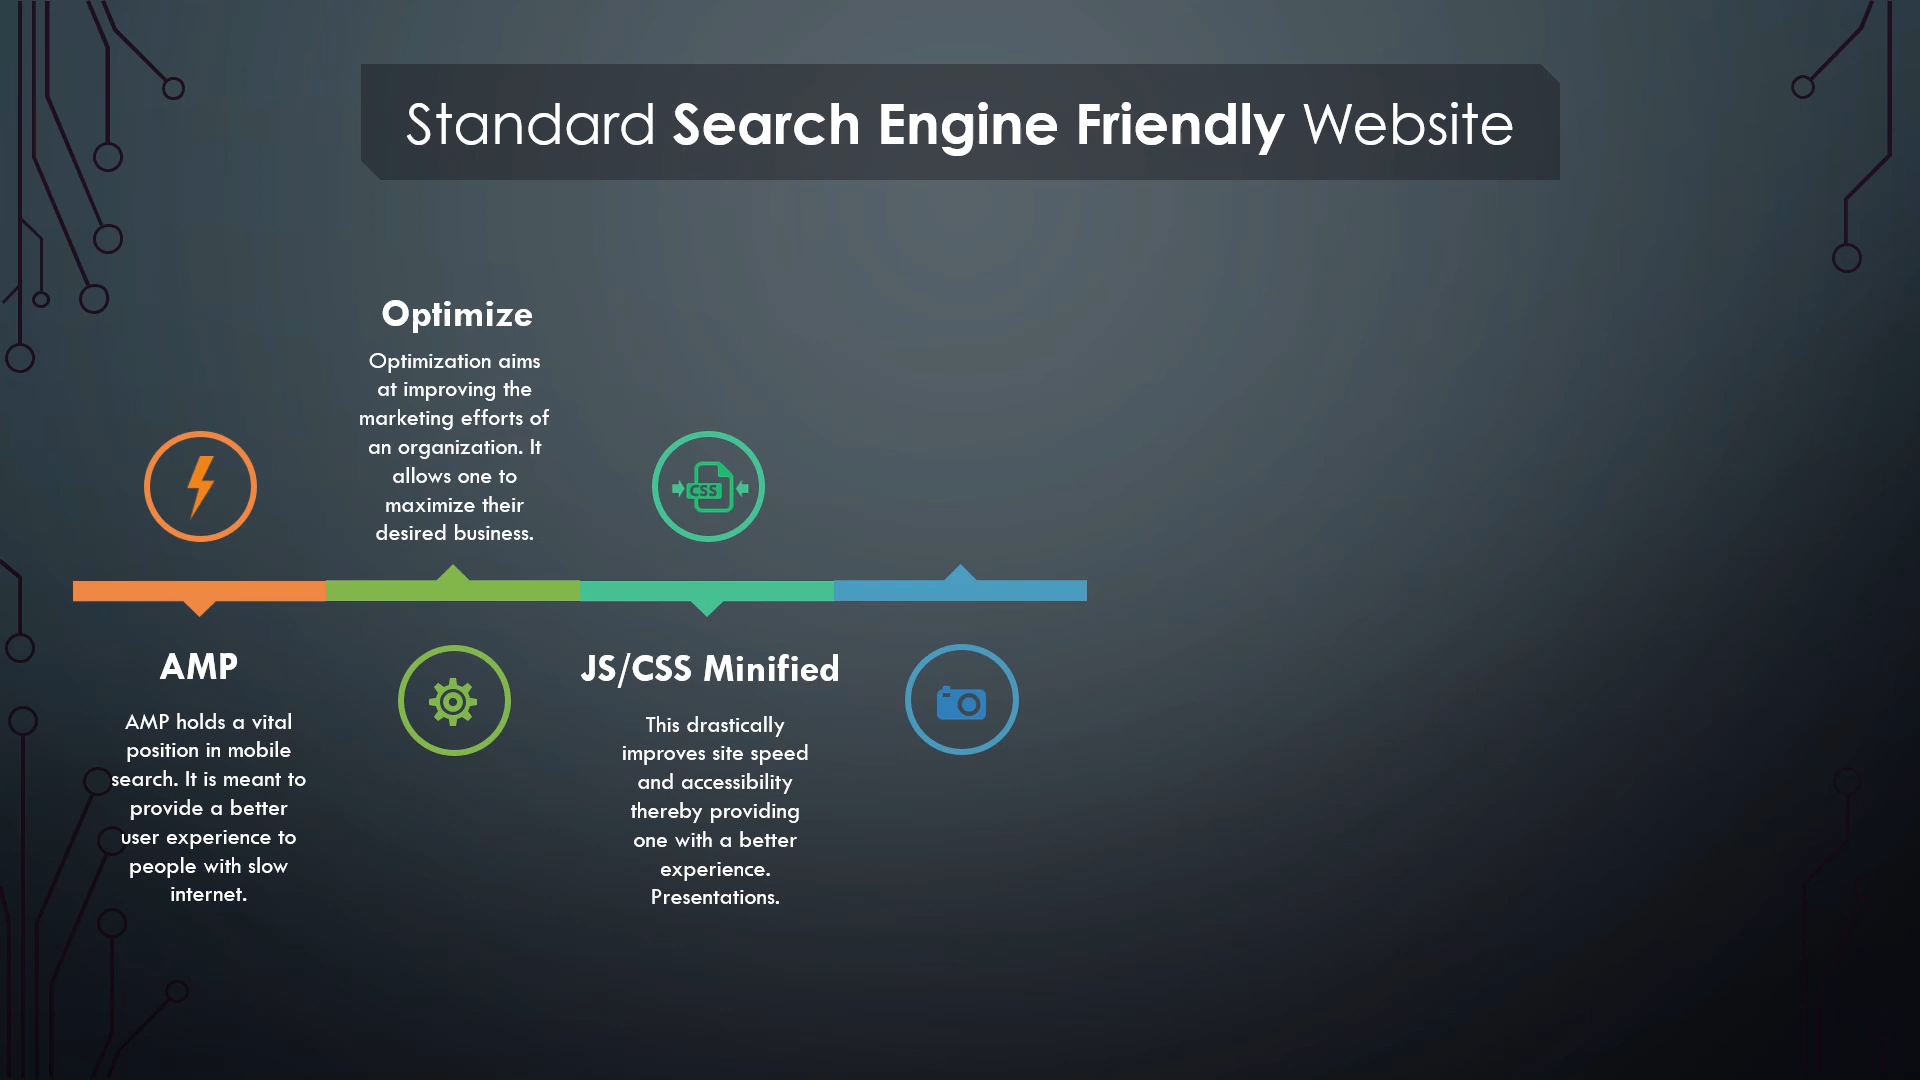 Standard Search Engine Friendly Website
Optimize
Optimization aims
at improving the
marketing efforts of
an organization. It
allows one to
maximize their
desired business.
CSS
AMP
AMP holds a vital
position in mobile
search. It is meant to
provide a better
user experience to
people with slow
internet.
JS/CSS Minified
This drastically
improves site speed
and accessibility
thereby providing
one with a better
experience.
Presentations.